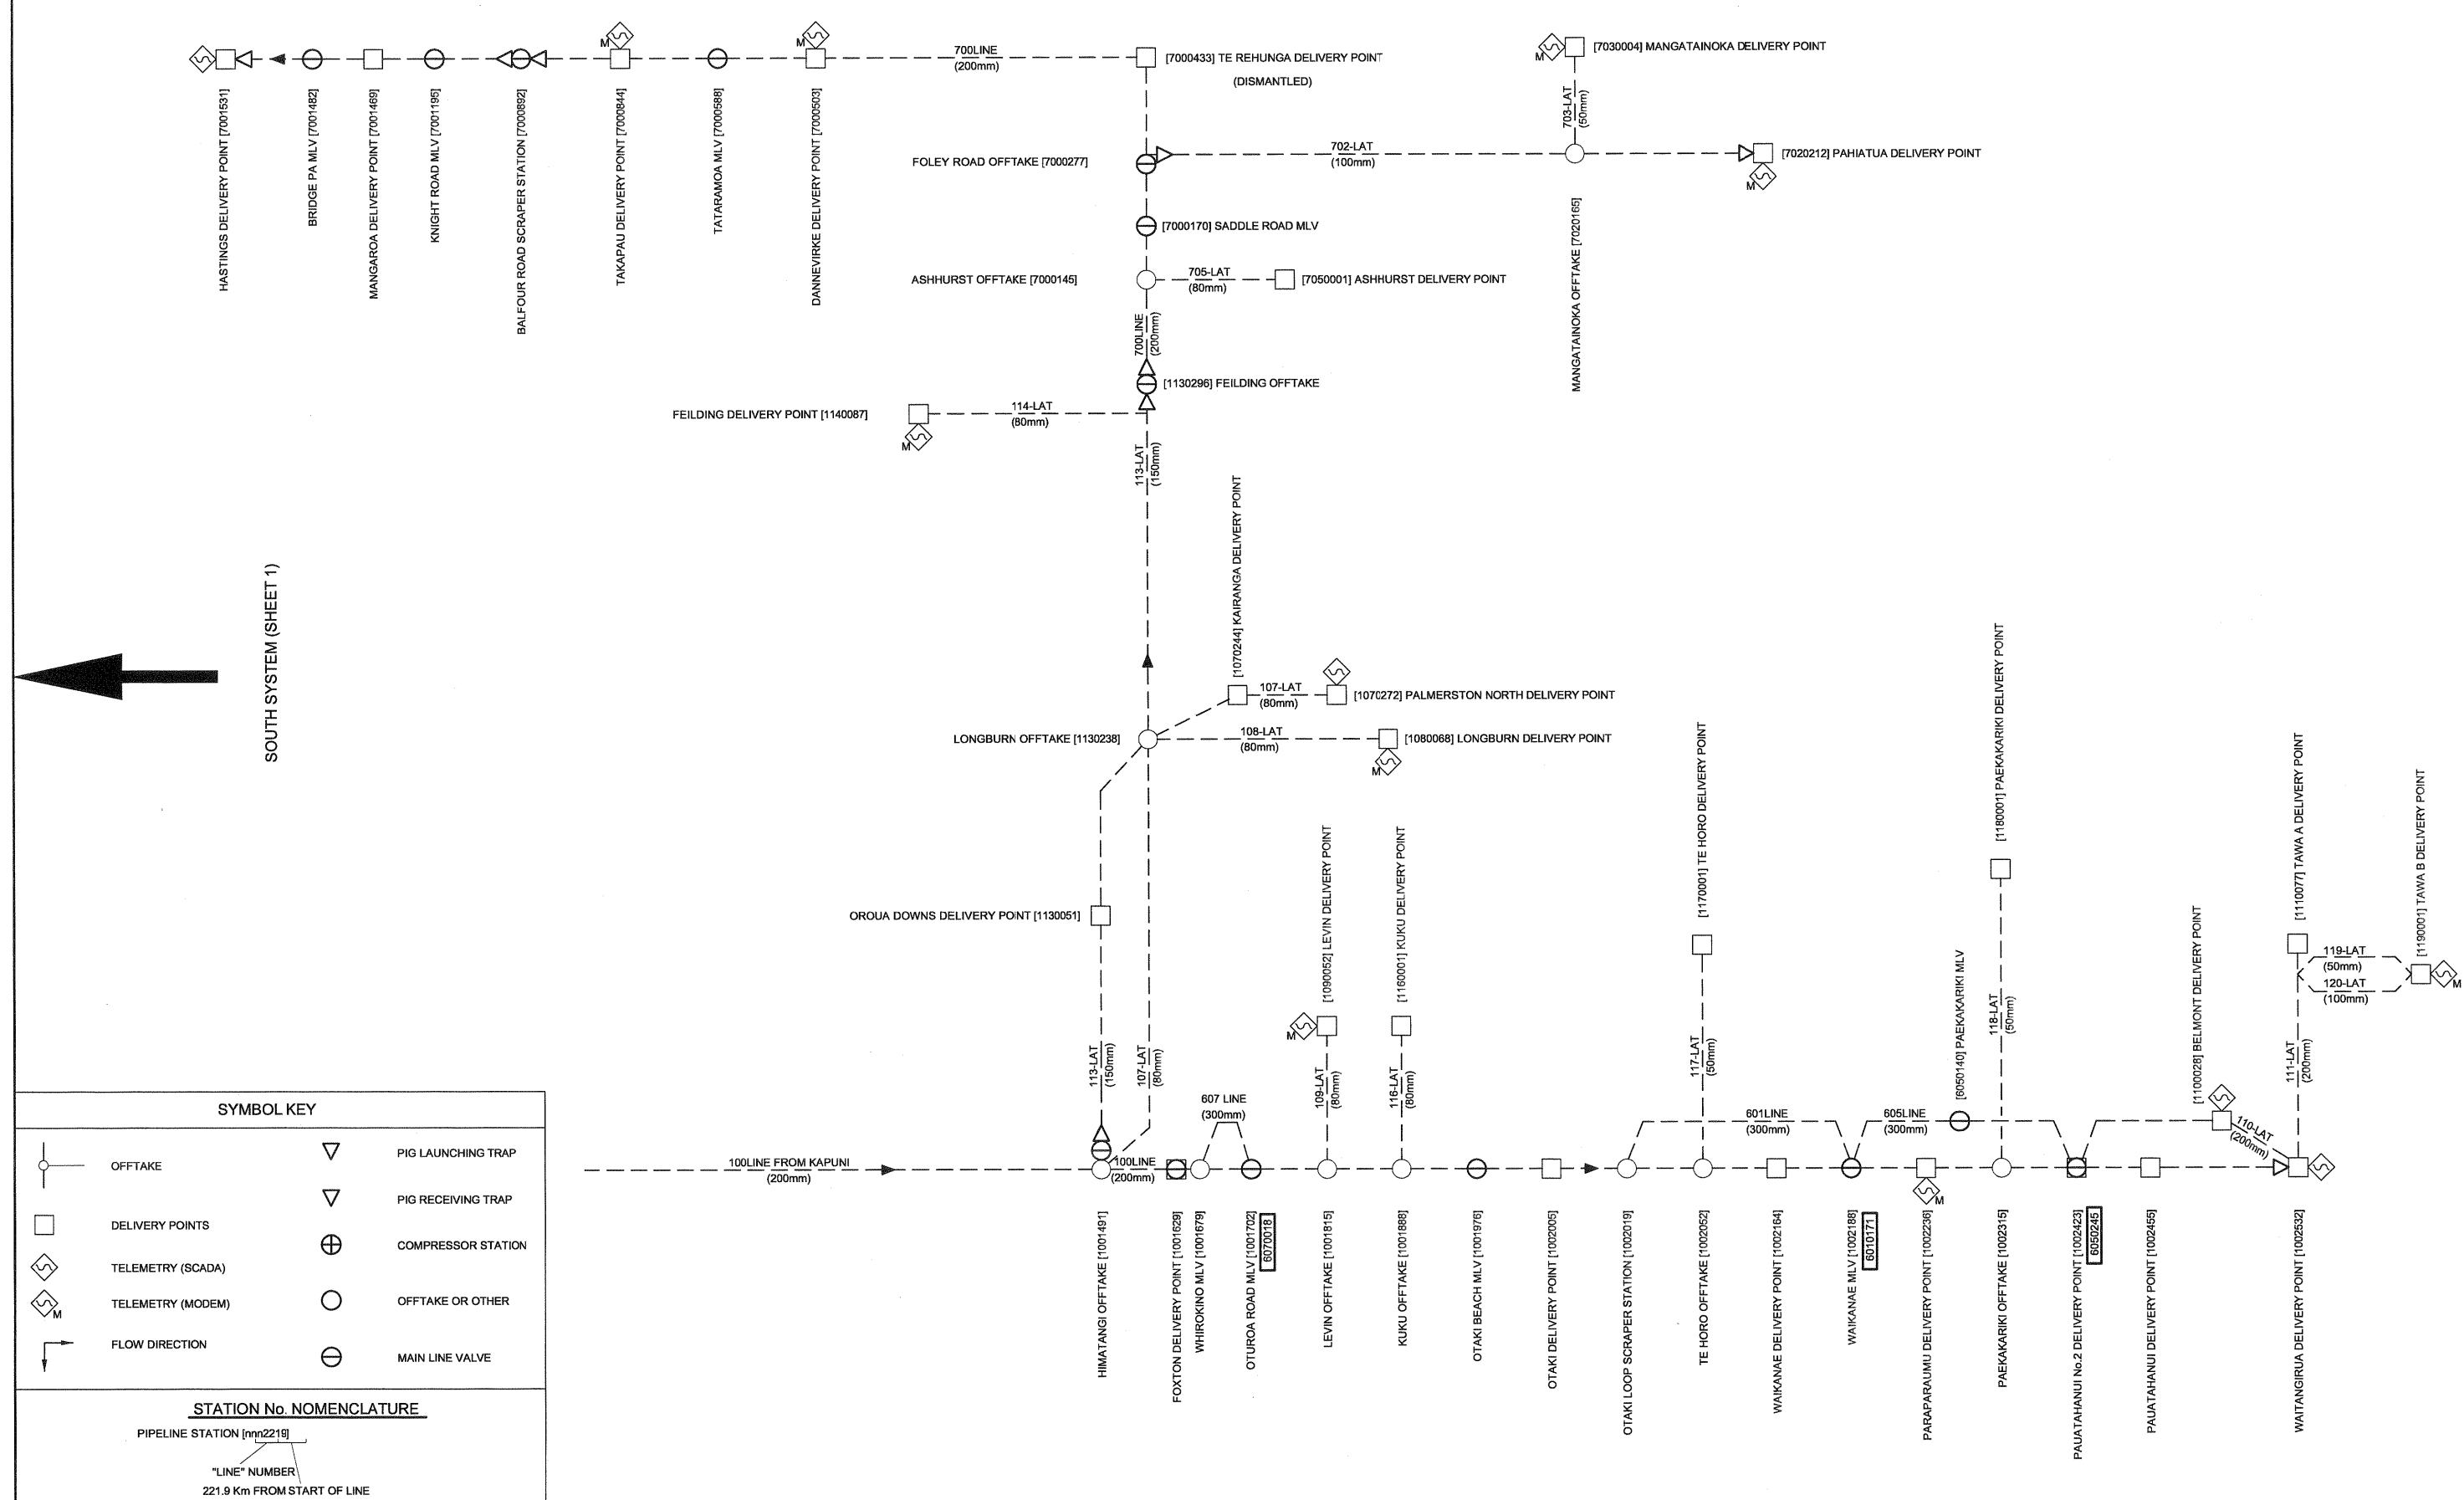 700LINE
(200mm)
[7000433] TE REHUNGA DELIVERY POINT
(DISMANTLED)
[7030004] MANGATAINOKA DELIVERY POINT
M
M
M
HASTINGS DELIVERY POINT [7001531]
BRIDGE PA MLV [7001482]
MANGAROA DELIVERY POINT [7001469]
KNIGHT ROAD MLV [7001195]
BALFOUR ROAD SCRAPER STATION [7000892]
TAKAPAU DELIVERY POINT [7000844]
TATARAMOA MLV [7000588]
DANNEVIRKE DELIVERY POINT [7000503]
703-LAT
(50mm)
FOLEY ROAD OFFTAKE [7000277]
702-LAT
(100mm)
[7020212] PAHIATUA DELIVERY POINT
M
MANGATAINOKA OFFTAKE [7020165]
[7000170] SADDLE ROAD MLV
ASHHURST OFFTAKE [7000145]
705-LAT
(80mm)
[7050001] ASHHURST DELIVERY POINT
700LINE
(200mm)
[1130296] FEILDING OFFTAKE
FEILDING DELIVERY POINT [1140087]
M
114-LAT
(80mm)
113-LAT
(150mm)
SOUTH SYSTEM (SHEET 1)
[1070244] KAIRANGA DELIVERY POINT
107-LAT
(80mm)
[1070272] PALMERSTON NORTH DELIVERY POINT
LONGBURN OFFTAKE [1130238]
108-LAT
(80mm)
[1080068] LONGBURN DELIVERY POINT
M
OROUA DOWNS DELIVERY POINT [1130051]
113-LAT
(150mm)
107-LAT
(80mm)
[1090052] LEVIN DELIVERY POINT
M
109-LAT
(80mm)
[1160001] KUKU DELIVERY POINT
116-LAT
(80mm)
[1170001] TE HORO DELIVERY POINT
117-LAT
(50mm)
[1180001] PAEKAKARIKI DELIVERY POINT
118-LAT
(50mm)
[6050140] PAEKAKARIKI MLV
[1100028] BELMONT DELIVERY POINT
110-LAT
(200mm)
[1110077] TAWA A DELIVERY POINT
111-LAT
(200mm)
[1190001] TAWA B DELIVERY POINT
M
119-LAT
(50mm)
120-LAT
(100mm)
607 LINE
(300mm)
601LINE
(300mm)
605LINE
(300mm)
100LINE FROM KAPUNI
(200mm)
100LINE
(200mm)
M
HIMATANGI OFFTAKE [1001491]
FOXTON DELIVERY POINT [1001629]
WHIROKINO MLV [1001679]
OTUROA ROAD MLV [1001702]
6070018
LEVIN OFFTAKE [1001815]
KUKU OFFTAKE [1001888]
OTAKI BEACH MLV [1001976]
OTAKI DELIVERY POINT [1002005]
OTAKI LOOP SCRAPER STATION [1002019]
TE HORO OFFTAKE [1002052]
WAIKANAE DELIVERY POINT [1002164]
WAIKANAE MLV [1002188]
6010171
PARAPARAUMU DELIVERY POINT [1002236]
PAEKAKARIKI OFFTAKE [1002315]
PAUATAHANUI No.2 DELIVERY POINT [1002423]
6050245
PAUATAHANUI DELIVERY POINT [1002455]
WAITANGIRUA DELIVERY POINT [1002532]
SYMBOL KEY
OFFTAKE
PIG LAUNCHING TRAP
PIG RECEIVING TRAP
DELIVERY POINTS
COMPRESSOR STATION
TELEMETRY (SCADA)
M
TELEMETRY (MODEM)
OFFTAKE OR OTHER
FLOW DIRECTION
MAIN LINE VALVE
STATION No. NOMENCLATURE
PIPELINE STATION [nnn2219]
"LINE" NUMBER
221.9 Km FROM START OF LINE